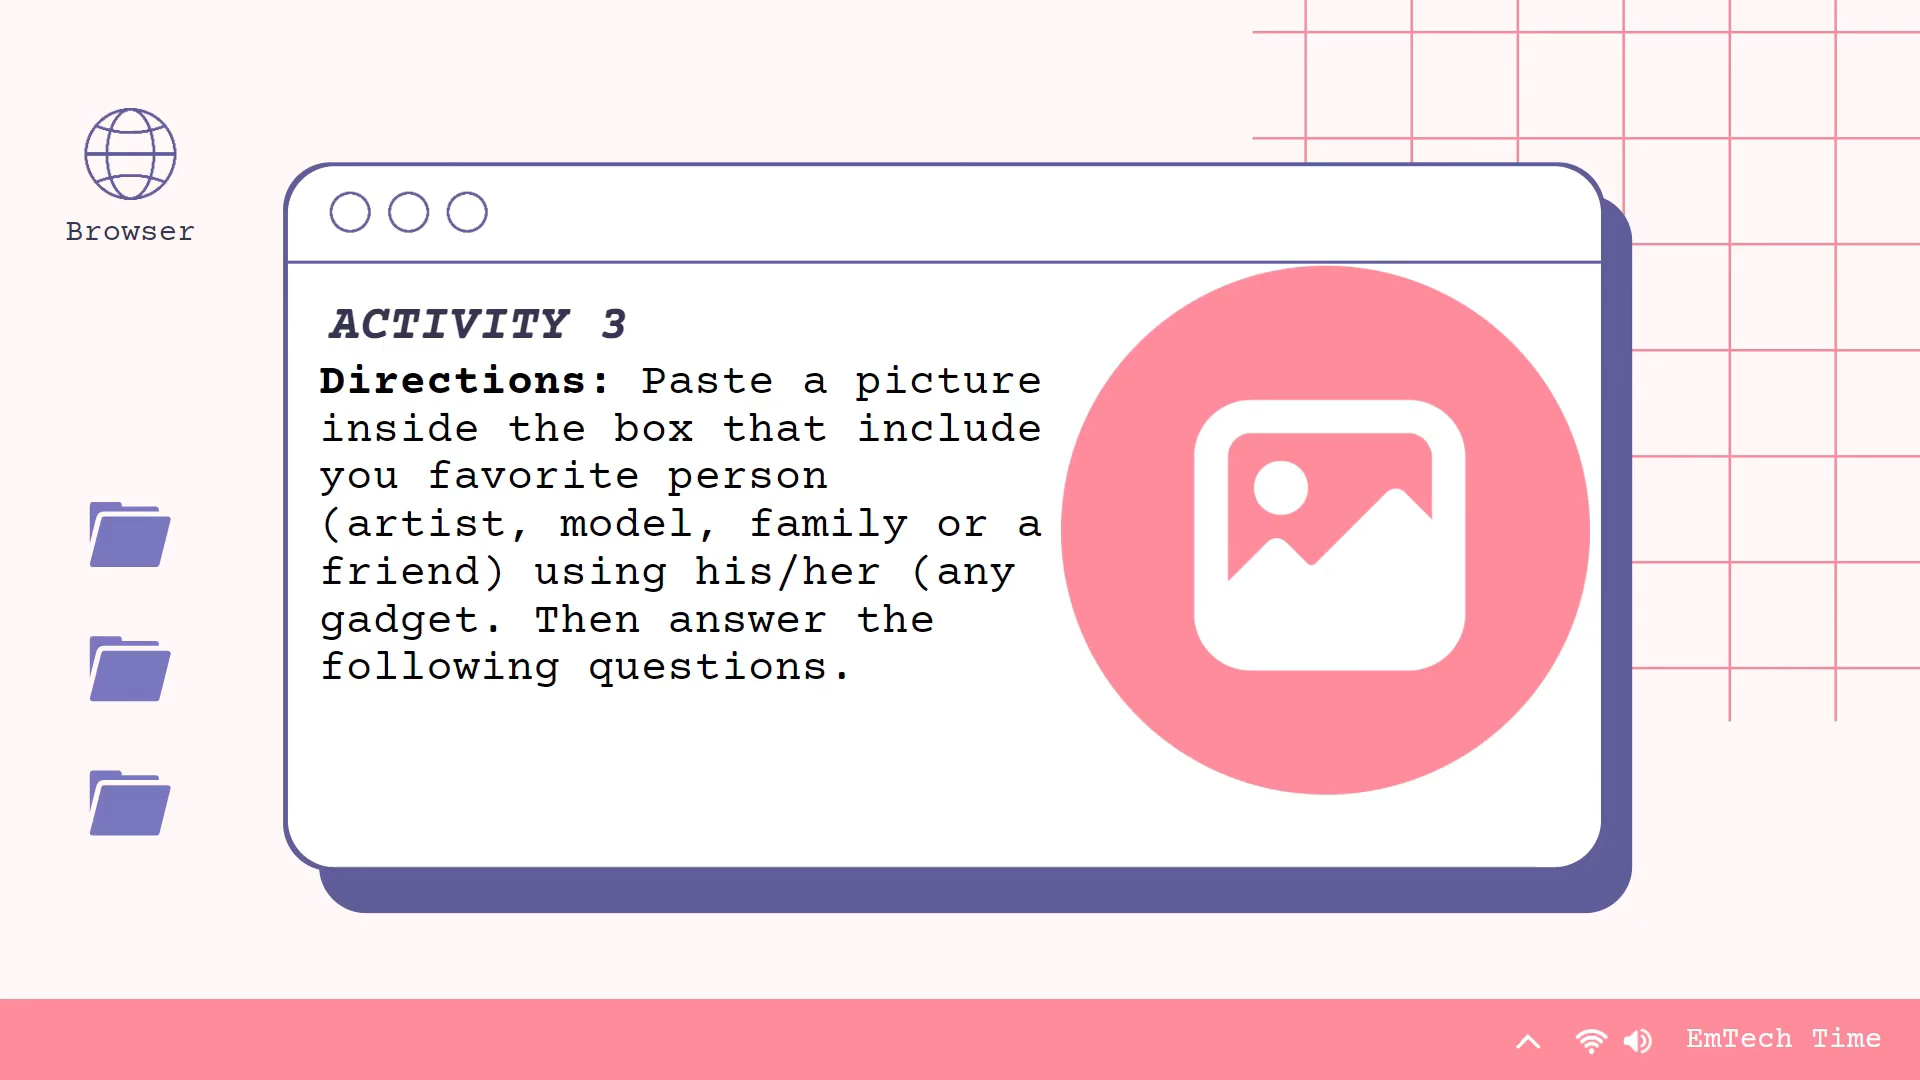 Browser
ACTIVITY 3
Directions: Paste a picture
inside the box that include
you favorite person
(artist, model, family or a
friend) using his/her (any
gadget. Then answer the
following questions.
EmTech Time